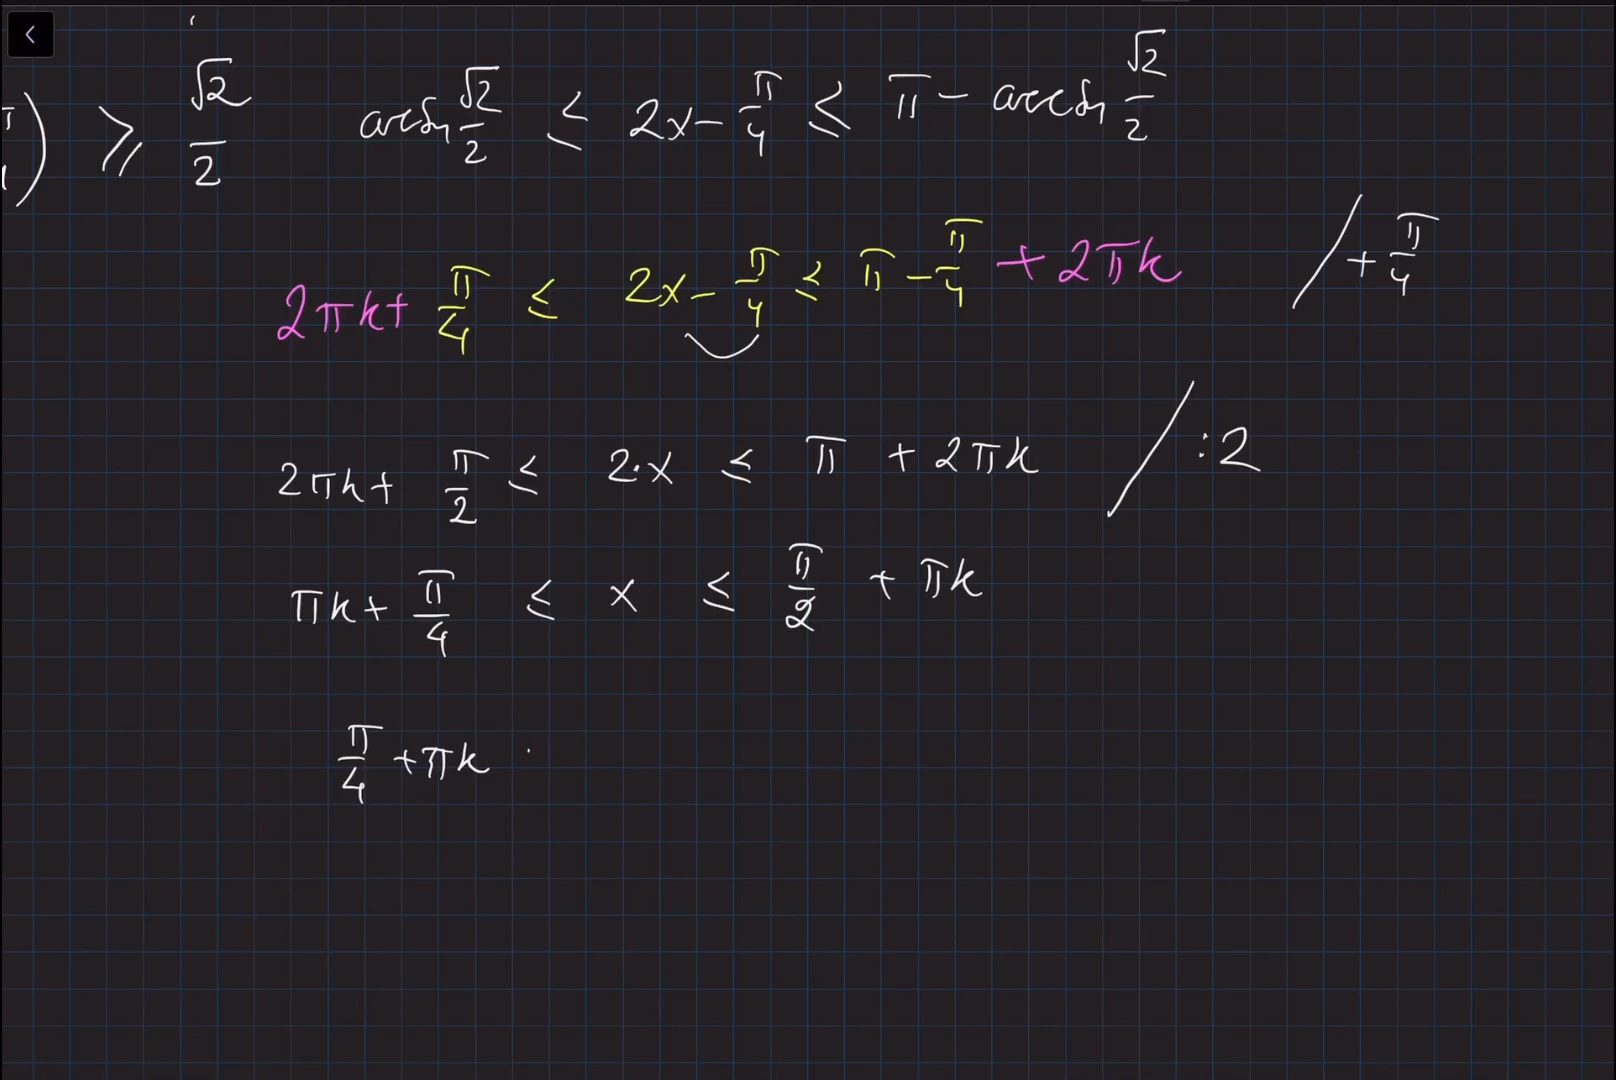 π/4) ⩾ √2/2 arcsin √2/2 ≤ 2x - π/4 ≤ π - arcsin √2/2
2πk + π/4 ≤ 2x - π/4 ≤ π - π/4 + 2πk / + π/4
2πk + π/2 ≤ 2·x ≤ π + 2πk / :2
πk + π/4 ≤ x ≤ π/2 + πk
π/4 + πk